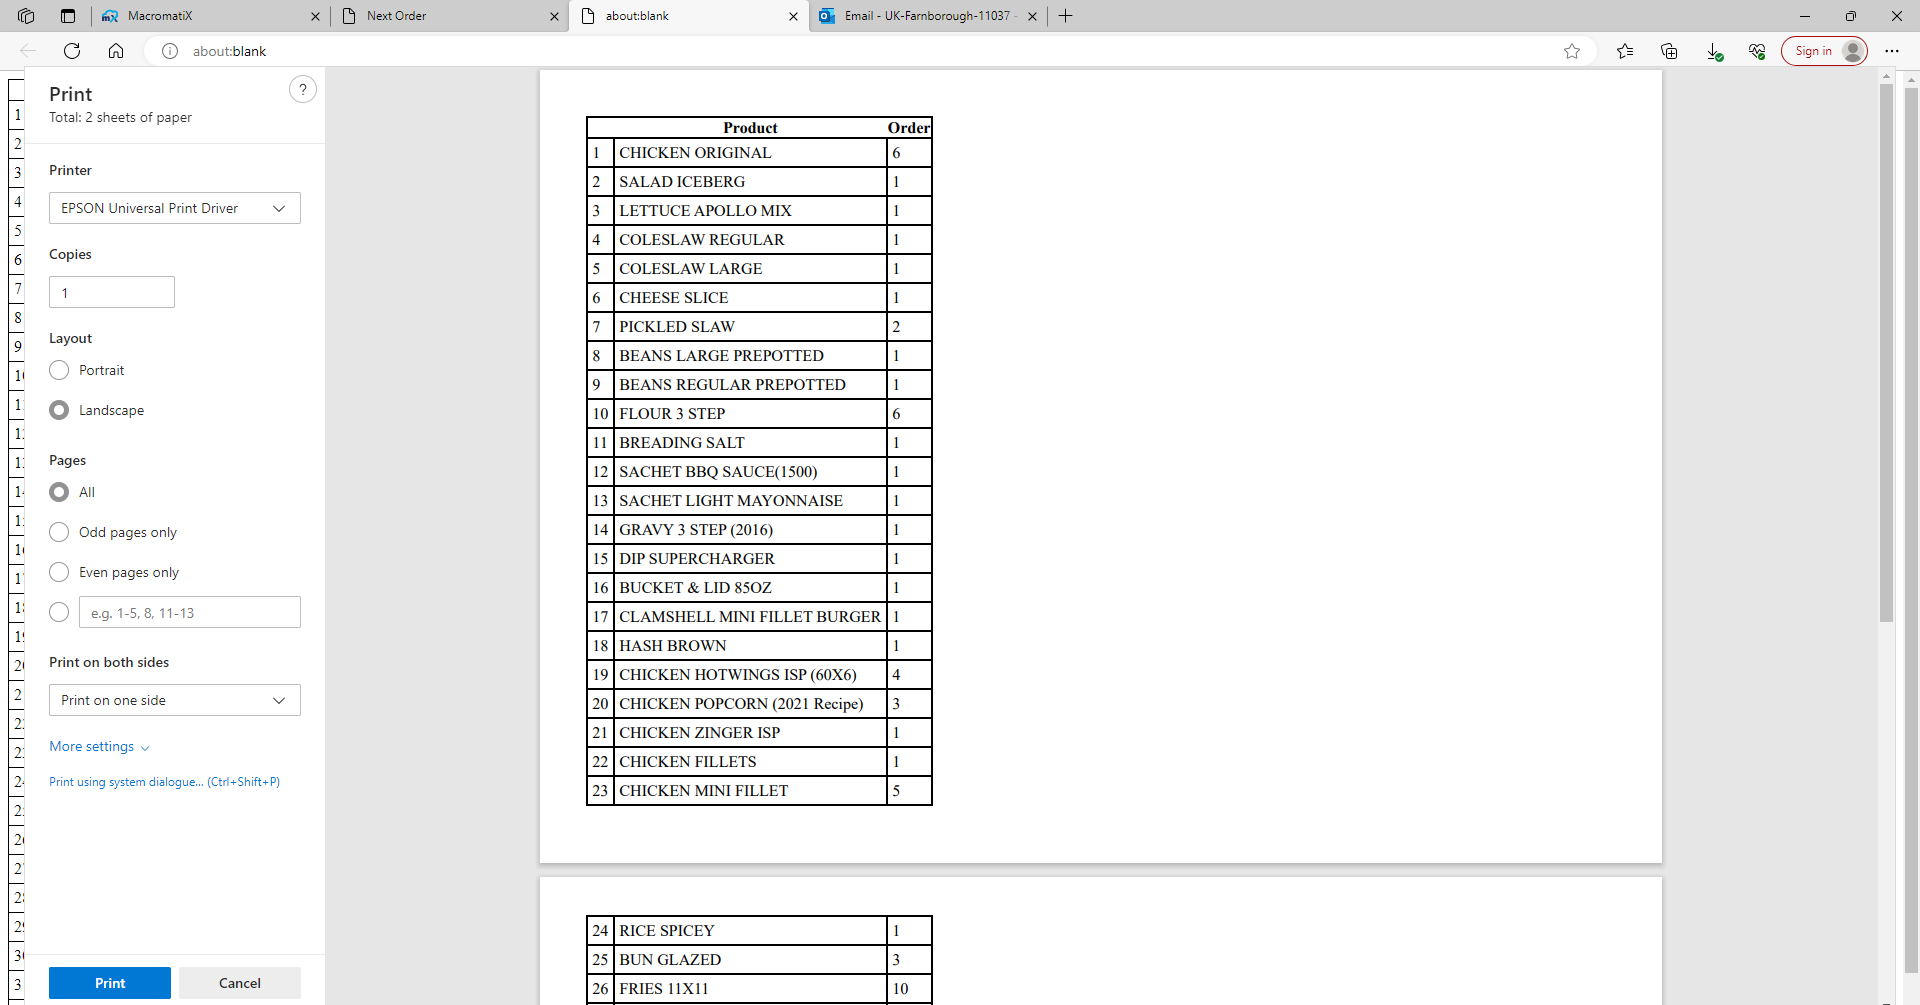 MacromatiX
Next Order
about:blank
Email - UK-Farnborough-11037 -
about:blank
Sign in
Print
Total: 2 sheets of paper
?
Printer
EPSON Universal Print Driver
Copies
1
Layout
Portrait
Landscape
Pages
All
Odd pages only
Even pages only
e.g. 1-5, 8, 11-13
Print on both sides
Print on one side
More settings
Print using system dialogue... (Ctrl+Shift+P)
Print
Cancel
Product Order
1 CHICKEN ORIGINAL 6
2 SALAD ICEBERG 1
3 LETTUCE APOLLO MIX 1
4 COLESLAW REGULAR 1
5 COLESLAW LARGE 1
6 CHEESE SLICE 1
7 PICKLED SLAW 2
8 BEANS LARGE PREPOTTED 1
9 BEANS REGULAR PREPOTTED 1
10 FLOUR 3 STEP 6
11 BREADING SALT 1
12 SACHET BBQ SAUCE(1500) 1
13 SACHET LIGHT MAYONNAISE 1
14 GRAVY 3 STEP (2016) 1
15 DIP SUPERCHARGER 1
16 BUCKET & LID 85OZ 1
17 CLAMSHELL MINI FILLET BURGER 1
18 HASH BROWN 1
19 CHICKEN HOTWINGS ISP (60X6) 4
20 CHICKEN POPCORN (2021 Recipe) 3
21 CHICKEN ZINGER ISP 1
22 CHICKEN FILLETS 1
23 CHICKEN MINI FILLET 5
24 RICE SPICEY 1
25 BUN GLAZED 3
26 FRIES 11X11 10